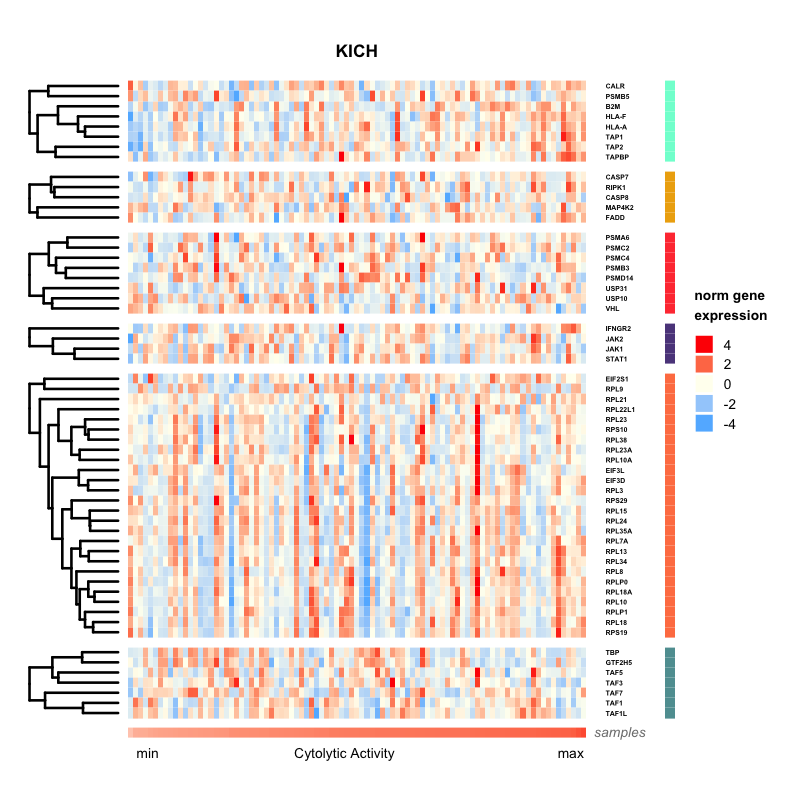 KICH
CALR
PSMB5
B2M
HLA-F
HLA-A
TAP1
TAP2
TAPBP
CASP7
RIPK1
CASP8
MAP4K2
FADD
PSMA6
PSMC2
PSMC4
PSMB3
PSMD14
USP31
USP10
VHL
IFNGR2
JAK2
JAK1
STAT1
EIF2S1
RPL9
RPL21
RPL22L1
RPL23
RPS10
RPL38
RPL23A
RPL10A
EIF3L
EIF3D
RPL3
RPS29
RPL15
RPL24
RPL35A
RPL7A
RPL13
RPL34
RPL8
RPLP0
RPL18A
RPL10
RPLP1
RPL18
RPS19
TBP
GTF2H5
TAF5
TAF3
TAF7
TAF1
TAF1L
samples
min Cytolytic Activity max
norm gene
expression
4
2
0
-2
-4